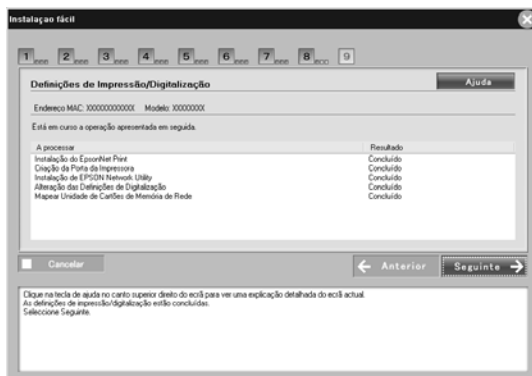 Instalaçao fácil
1 2 3 4 5 6 7 8 9
Definições de Impressão/Digitalização
Ajuda
Endereço MAC: XXXXXXXXXXXX Modelo: XXXXXXXX
Está em curso a operação apresentada em seguida.
A processar Resultado
Instalação do EpsonNet Print Concluído
Criação da Porta da Impressora Concluído
Instalação de EPSON Network Utility Concluído
Alteração das Definições de Digitalização Concluído
Mapear Unidade de Cartões de Memória de Rede Concluído
Cancelar
Anterior
Seguinte
Clique na tecla de ajuda no canto superior direito do ecrã para ver uma explicação detalhada do ecrã actual.
As definições de impressão/digitalização estão concluídas.
Seleccione Seguinte.